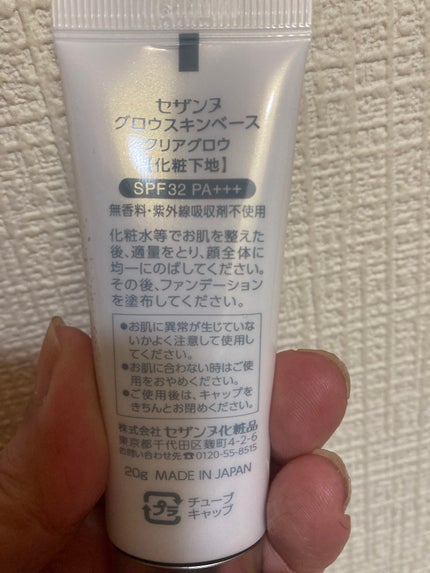 セザンヌ
グロウスキンベース
クリアグロウ
【化粧下地】
SPF32 PA+++
無香料・紫外線吸収剤不使用
化粧水等でお肌を整えた
後、適量をとり、顔全体に
均一にのばしてください。
その後、ファンデーション
を塗布してください。
●お肌に異常が生じていな
いかよく注意して使用し
てください。
●お肌に合わない時はご使
用をおやめください。
●ご使用後は、キャップを
きちんとお閉めください。
株式会社 セザンヌ化粧品
東京都千代田区麹町4-2-6
お問い合わせ先☎0120-55-8515
20g MADE IN JAPAN
プラ
チューブ
キャップ